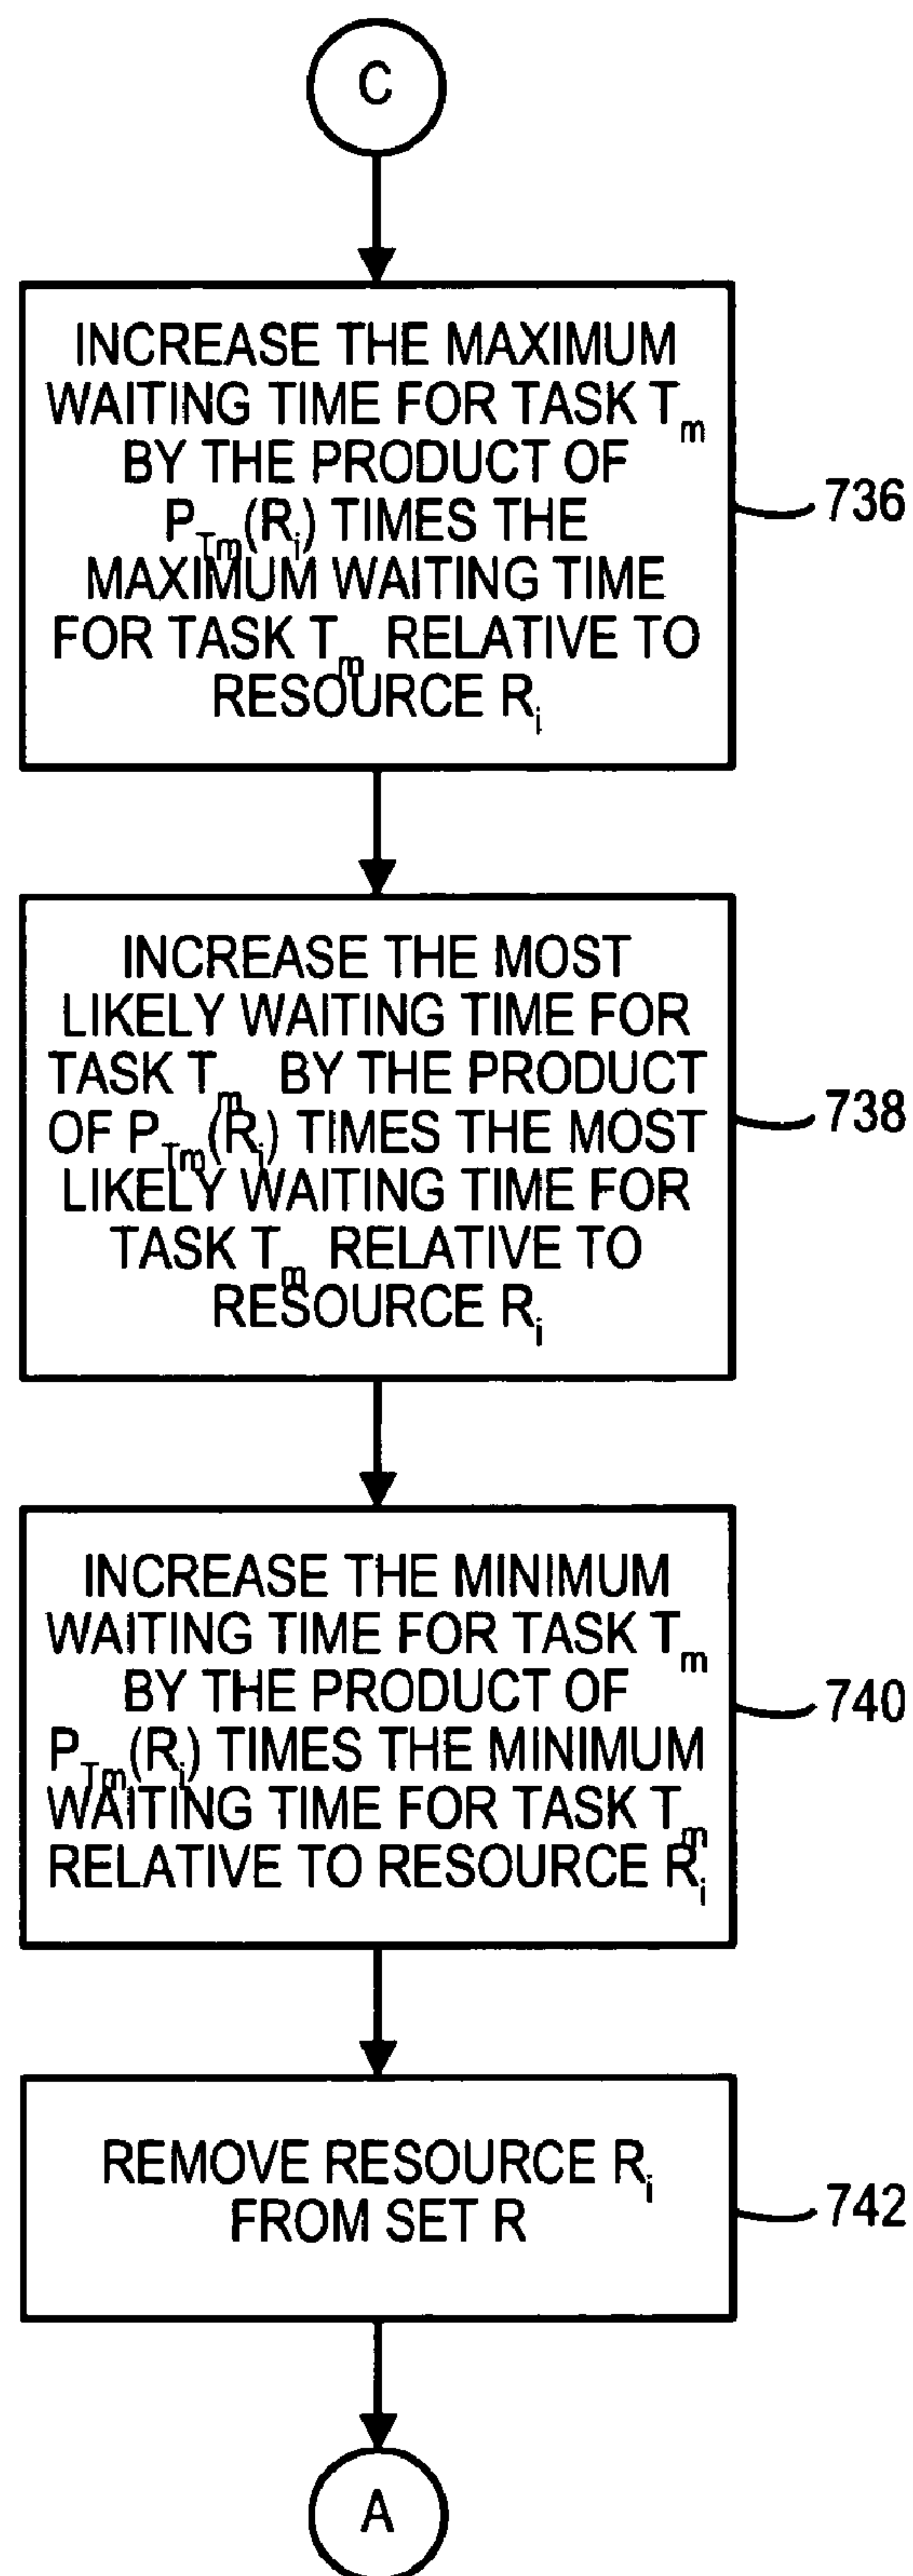 C
INCREASE THE MAXIMUM
WAITING TIME FOR TASK Tm
BY THE PRODUCT OF
PTm(Ri) TIMES THE
MAXIMUM WAITING TIME
FOR TASK Tm RELATIVE TO
RESOURCE Ri
736
INCREASE THE MOST
LIKELY WAITING TIME FOR
TASK Tm BY THE PRODUCT
OF PTm(Ri) TIMES THE MOST
LIKELY WAITING TIME FOR
TASK Tm RELATIVE TO
RESOURCE Ri
738
INCREASE THE MINIMUM
WAITING TIME FOR TASK Tm
BY THE PRODUCT OF
PTm(Ri) TIMES THE MINIMUM
WAITING TIME FOR TASK Tm
RELATIVE TO RESOURCE Ri
740
REMOVE RESOURCE Ri
FROM SET R
742
A